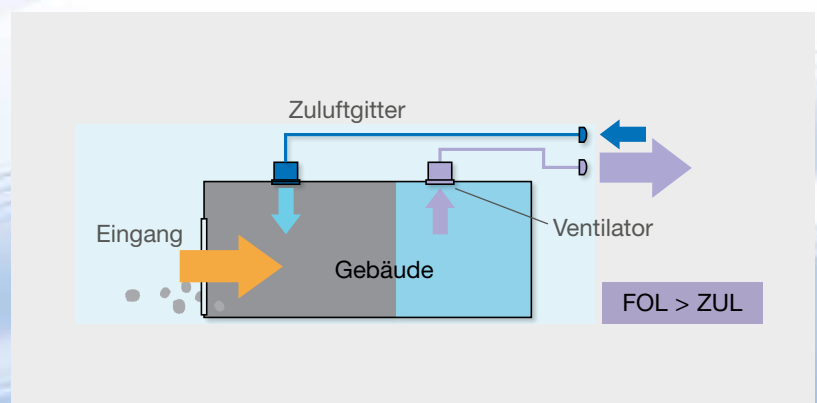 Zuluftgitter
Eingang
Ventilator
Gebäude
FOL > ZUL